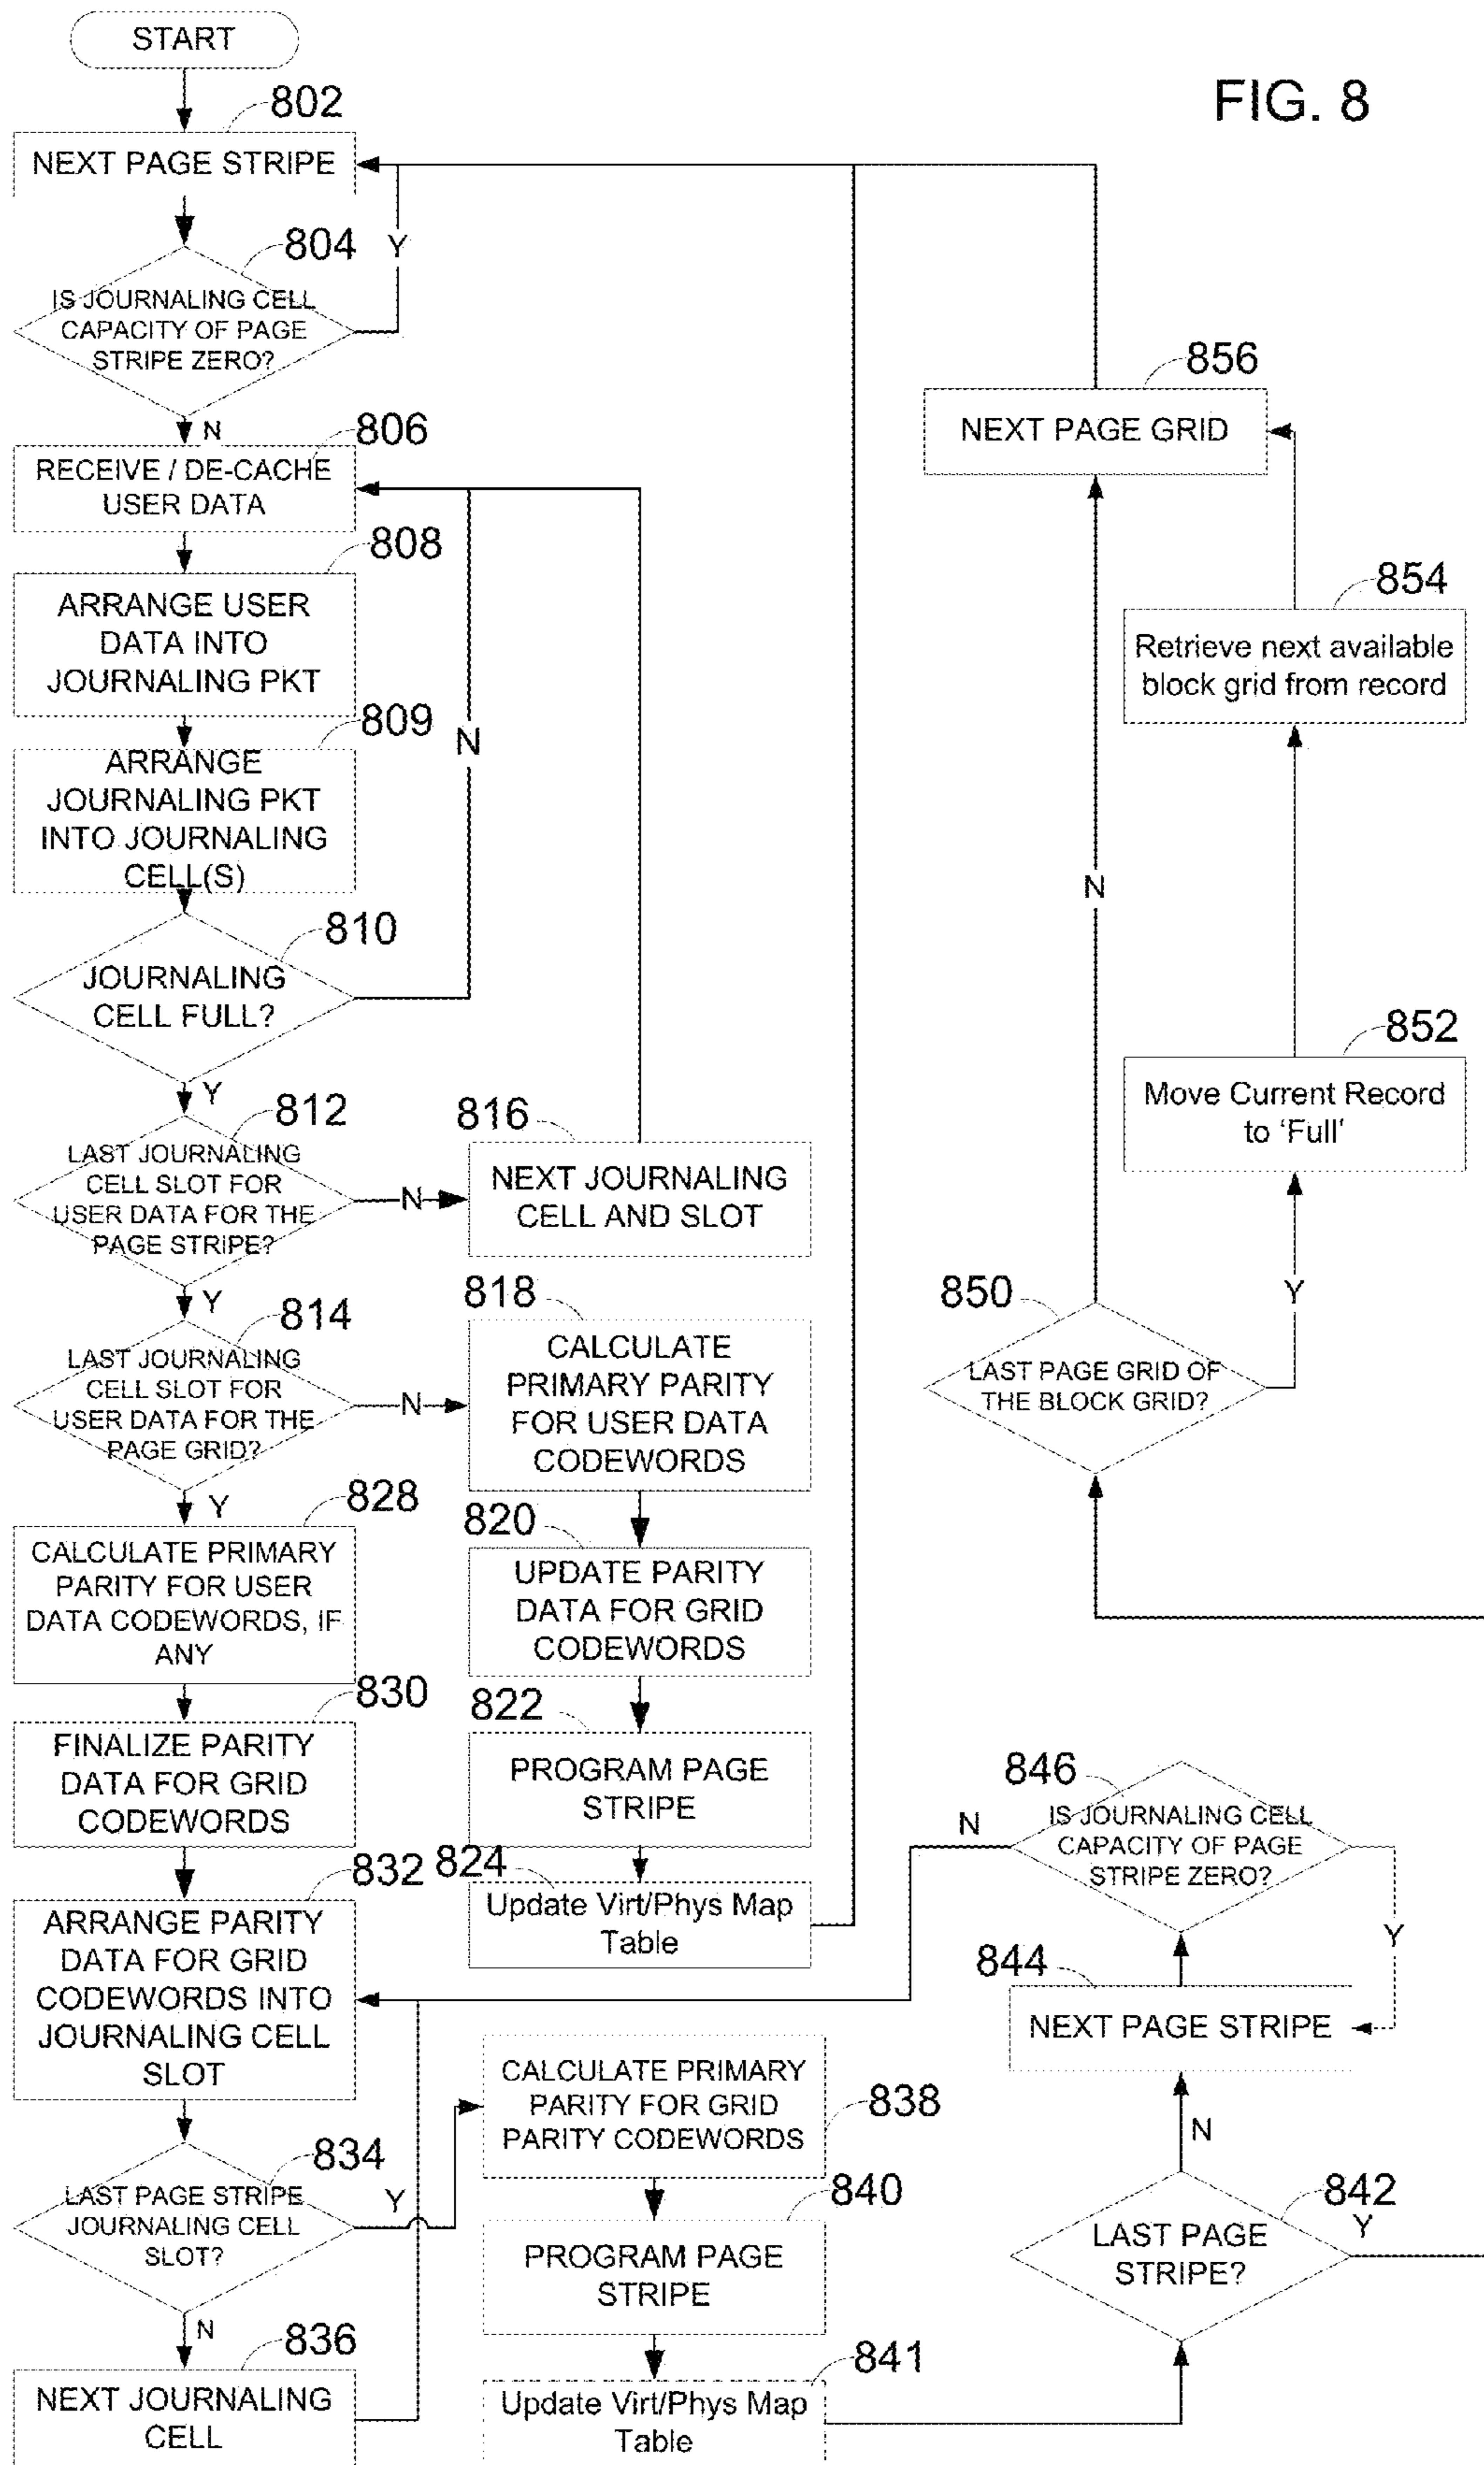 START
FIG. 8
802
NEXT PAGE STRIPE
804
Y
IS JOURNALING CELL
CAPACITY OF PAGE
STRIPE ZERO?
N
806
RECEIVE / DE-CACHE
USER DATA
808
ARRANGE USER
DATA INTO
JOURNALING PKT
809
ARRANGE
JOURNALING PKT
INTO JOURNALING
CELL(S)
N
810
JOURNALING
CELL FULL?
Y
812
LAST JOURNALING
CELL SLOT FOR
USER DATA FOR THE
PAGE STRIPE?
N
816
NEXT JOURNALING
CELL AND SLOT
Y
814
LAST JOURNALING
CELL SLOT FOR
USER DATA FOR THE
PAGE GRID?
N
818
CALCULATE
PRIMARY PARITY
FOR USER DATA
CODEWORDS
820
UPDATE PARITY
DATA FOR GRID
CODEWORDS
822
PROGRAM PAGE
STRIPE
824
Update Virt/Phys Map
Table
Y
828
CALCULATE PRIMARY
PARITY FOR USER
DATA CODEWORDS, IF
ANY
830
FINALIZE PARITY
DATA FOR GRID
CODEWORDS
832
ARRANGE PARITY
DATA FOR GRID
CODEWORDS INTO
JOURNALING CELL
SLOT
834
LAST PAGE STRIPE
JOURNALING CELL
SLOT?
Y
N
836
NEXT JOURNALING
CELL
838
CALCULATE PRIMARY
PARITY FOR GRID
PARITY CODEWORDS
840
PROGRAM PAGE
STRIPE
841
Update Virt/Phys Map
Table
842
LAST PAGE
STRIPE?
Y
N
844
NEXT PAGE STRIPE
846
IS JOURNALING CELL
CAPACITY OF PAGE
STRIPE ZERO?
N
Y
850
LAST PAGE GRID OF
THE BLOCK GRID?
Y
N
852
Move Current Record
to ‘Full’
854
Retrieve next available
block grid from record
856
NEXT PAGE GRID